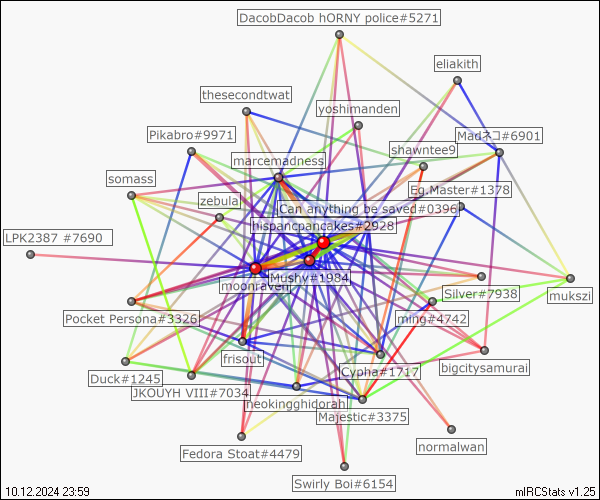 DacobDacob hORNY police#5271
eliakith
thesecondtwat
yoshimanden
Pikabro#9971
Madネコ#6901
shawntee9
marcemadness
somass
Eg.Master#1378
zebula
Can anything be saved#0396
hispancpancakes#2928
LPK2387 #7690
Mushy#1984
moonraven
Silver#7938
mukszi
Pocket Persona#3326
ming#4742
frisout
bigcitysamurai
Cypha#1717
Duck#1245
JKOUYH VIII#7034
neokingghidorah
Majestic#3375
normalwan
Fedora Stoat#4479
Swirly Boi#6154
10.12.2024 23:59
mIRCStats v1.25